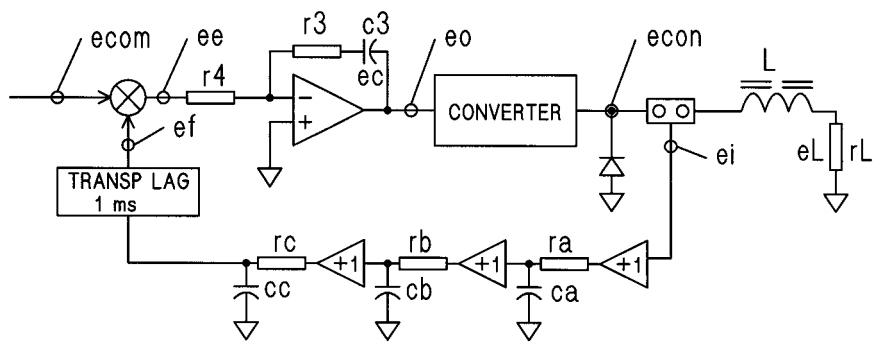 ecom
ee
r4
r3
c3
ec
eo
econ
L
−
+
CONVERTER
ef
ei
eL
rL
TRANSP LAG
1 ms
rc
+1
rb
+1
ra
+1
cc
cb
ca